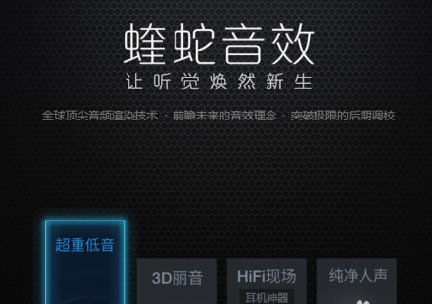 蝰蛇音效
让听觉焕然新生
全球顶尖音频渲染技术 · 前瞻未来的音效理念 · 突破极限的后期调校
超重低音
3D丽音
HiFi现场
耳机神器
纯净人声